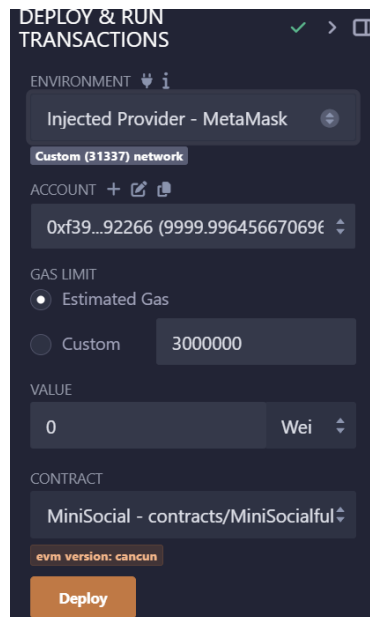 DEPLOY & RUN
TRANSACTIONS
ENVIRONMENT
Injected Provider - MetaMask
Custom (31337) network
ACCOUNT
0xf39...92266 (9999.996456670696
GAS LIMIT
Estimated Gas
Custom
3000000
VALUE
0
Wei
CONTRACT
MiniSocial - contracts/MiniSocialful
evm version: cancun
Deploy